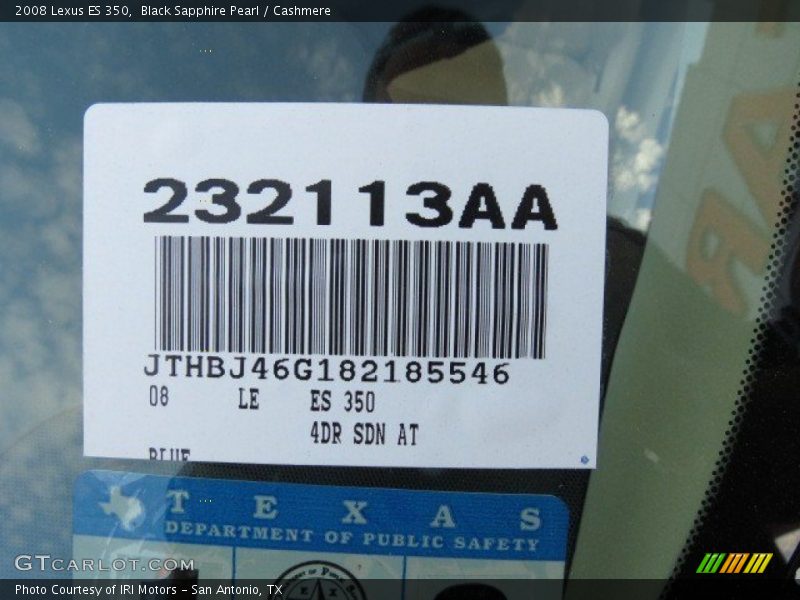 2008 Lexus ES 350, Black Sapphire Pearl / Cashmere
232113AA
JTHBJ46G182185546
08 LE ES 350
4DR SDN AT
BLUE
TEXAS
DEPARTMENT OF PUBLIC SAFETY
GTCARLOT.COM
Photo Courtesy of IRI Motors - San Antonio, TX